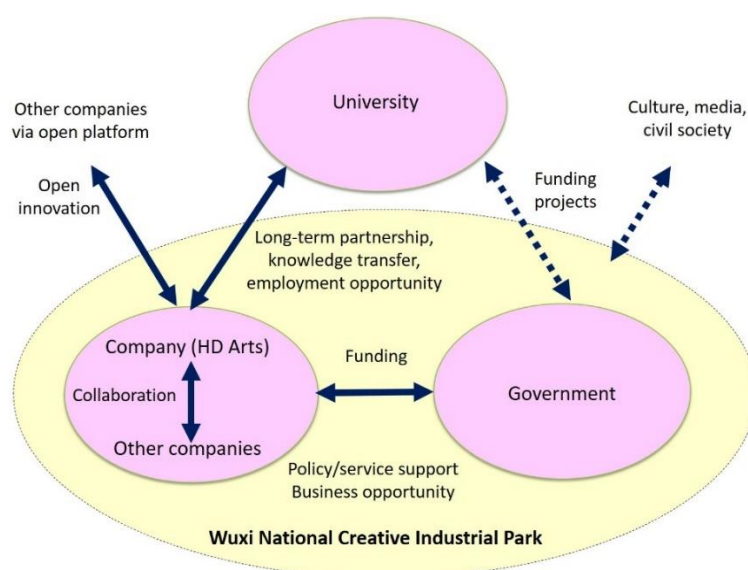 University
Other companies
via open platform
Culture, media,
civil society
Open
innovation
Funding
projects
Long-term partnership,
knowledge transfer,
employment opportunity
Company (HD Arts)
Collaboration
Other companies
Funding
Government
Policy/service support
Business opportunity
Wuxi National Creative Industrial Park